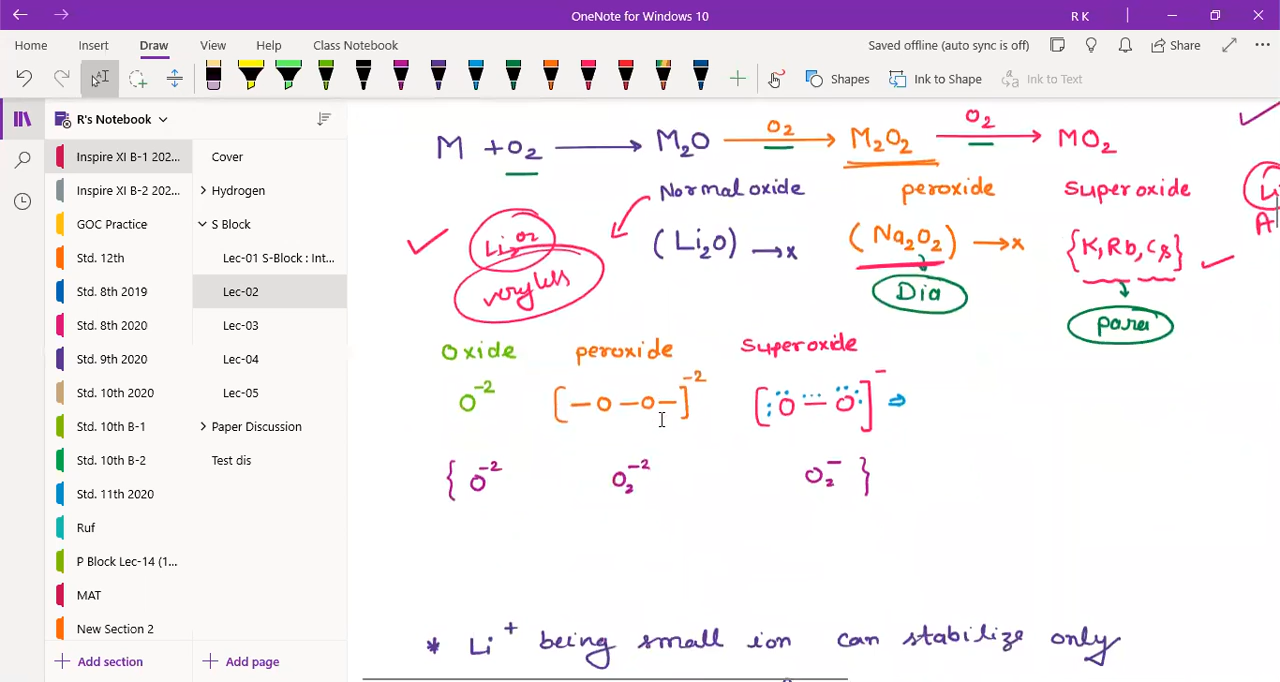 OneNote for Windows 10
R K
Home Insert Draw View Help Class Notebook
Saved offline (auto sync is off)
Share
Shapes
Ink to Shape
Ink to Text
R's Notebook
Inspire XI B-1 202...
Inspire XI B-2 202...
GOC Practice
Std. 12th
Std. 8th 2019
Std. 8th 2020
Std. 9th 2020
Std. 10th 2020
Std. 10th B-1
Std. 10th B-2
Std. 11th 2020
Ruf
P Block Lec-14 (1...
MAT
New Section 2
Add section
Cover
Hydrogen
S Block
Lec-01 S-Block : Int...
Lec-02
Lec-03
Lec-04
Lec-05
Paper Discussion
Test dis
Add page
M + O₂ → M₂O —O₂→ M₂O₂ —O₂→ MO₂
Normal oxide peroxide Superoxide
(Li₂O) → x (Na₂O₂) → x {K, Rb, Cs}
very less
Dia
para
Oxide peroxide Superoxide
O⁻² [–O–O–]⁻² [:O–O:]⁻ ⇒
{ O⁻² O₂⁻² O₂⁻ }
* Li⁺ being small ion can stabilize only